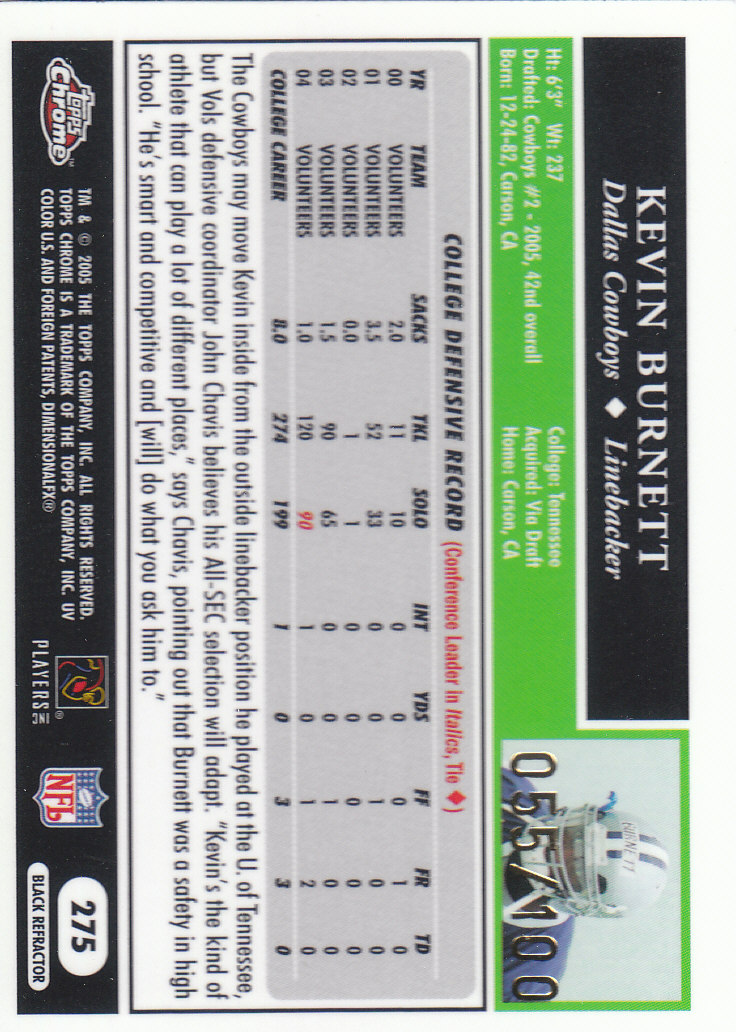 KEVIN BURNETT
Dallas Cowboys ◆ Linebacker
Ht: 6'3" Wt: 237
Drafted: Cowboys #2 - 2005, 42nd overall
Born: 12-24-82, Carson, CA
College: Tennessee
Acquired: Via Draft
Home: Carson, CA
BURNETT
055/100
COLLEGE DEFENSIVE RECORD (Conference Leader in Italics, Tie ◆)
YR TEAM SACKS TKL SOLO INT YDS FF FR TD
00 VOLUNTEERS 2.0 11 10 0 0 0 1 0
01 VOLUNTEERS 3.5 52 33 0 0 1 0 0
02 VOLUNTEERS 0.0 1 1 0 0 0 0 0
03 VOLUNTEERS 1.5 90 65 0 0 1 0 0
04 VOLUNTEERS 1.0 120 90 1 0 1 2 0
COLLEGE CAREER 8.0 274 199 1 0 3 3 0
The Cowboys may move Kevin inside from the outside linebacker position he played at the U. of Tennessee,
but Vols defensive coordinator John Chavis believes his All-SEC selection will adapt. "Kevin's the kind of
athlete that can play a lot of different places," says Chavis, pointing out that Burnett was a safety in high
school. "He's smart and competitive and [will] do what you ask him to."
Topps Chrome™
TM & © 2005 THE TOPPS COMPANY, INC. ALL RIGHTS RESERVED.
TOPPS CHROME IS A TRADEMARK OF THE TOPPS COMPANY, INC. UV
COLOR U.S. AND FOREIGN PATENTS, DIMENSIONALFX®
®
PLAYERS INC
NFL
275
BLACK REFRACTOR